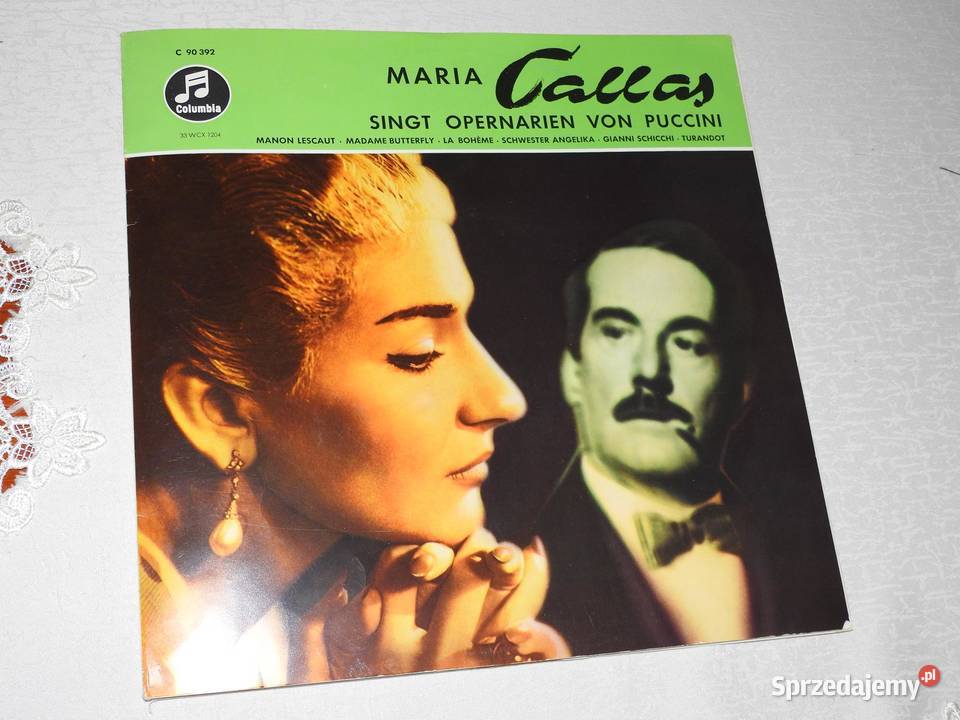 C 90 392
Columbia
33 WCX 1204
MARIA Callas
SINGT OPERNARIEN VON PUCCINI
MANON LESCAUT · MADAME BUTTERFLY · LA BOHÈME · SCHWESTER ANGELIKA · GIANNI SCHICCHI · TURANDOT
Sprzedajemy.pl